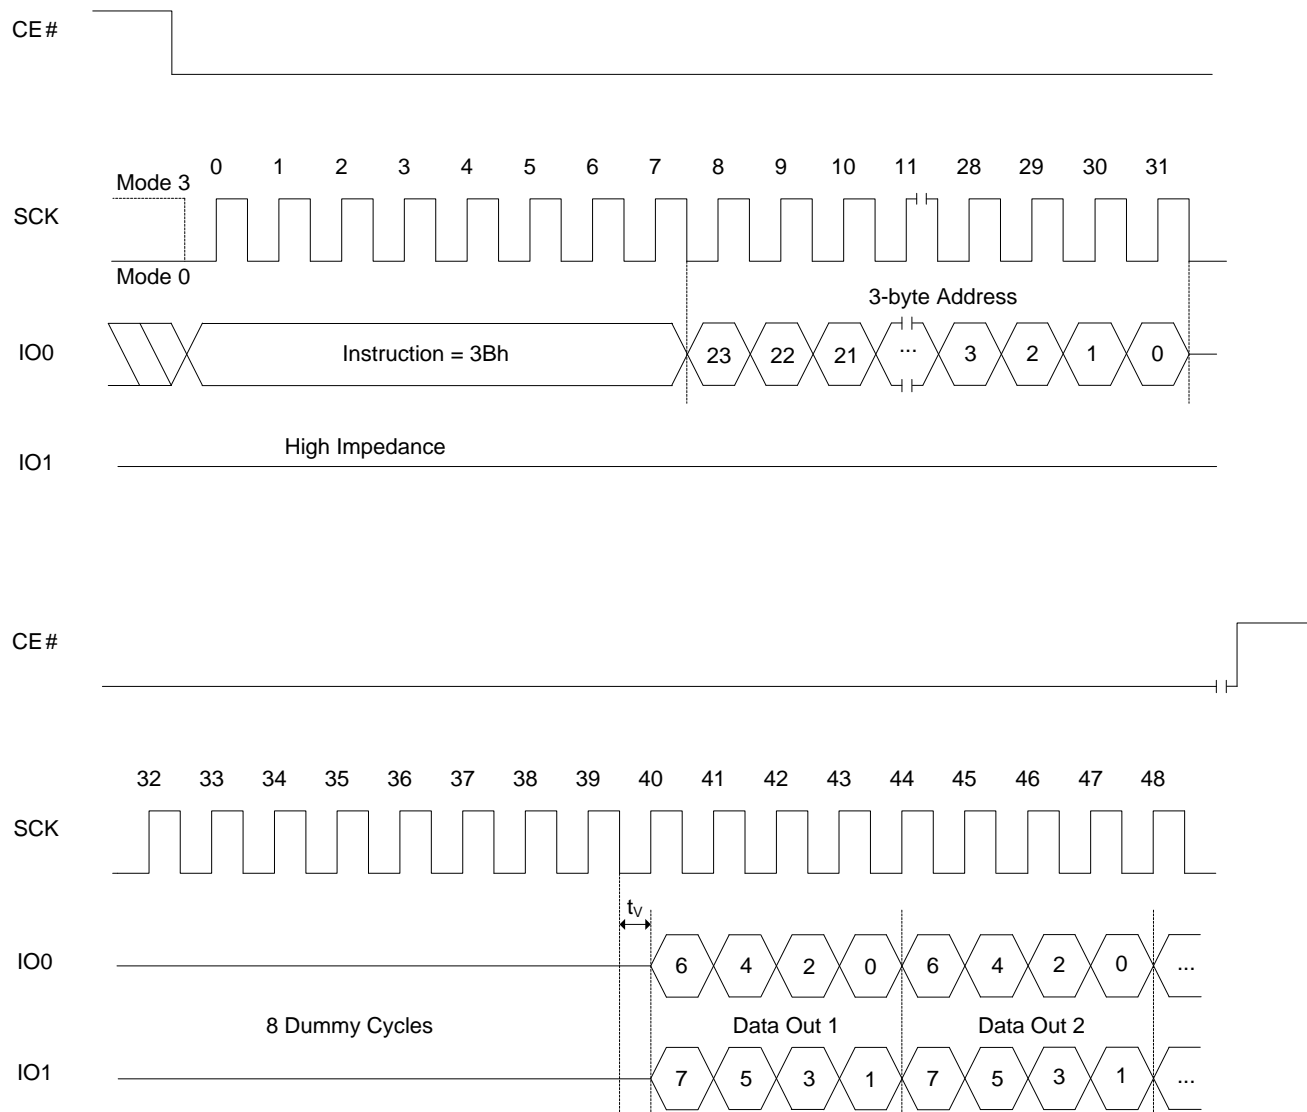 CE#
0 1 2 3 4 5 6 7 8 9 10 11 28 29 30 31
Mode 3
SCK
Mode 0
3-byte Address
IO0 Instruction = 3Bh 23 22 21 ... 3 2 1 0
High Impedance
IO1
CE#
32 33 34 35 36 37 38 39 40 41 42 43 44 45 46 47 48
SCK
tV
IO0 6 4 2 0 6 4 2 0 ...
8 Dummy Cycles Data Out 1 Data Out 2
IO1 7 5 3 1 7 5 3 1 ...